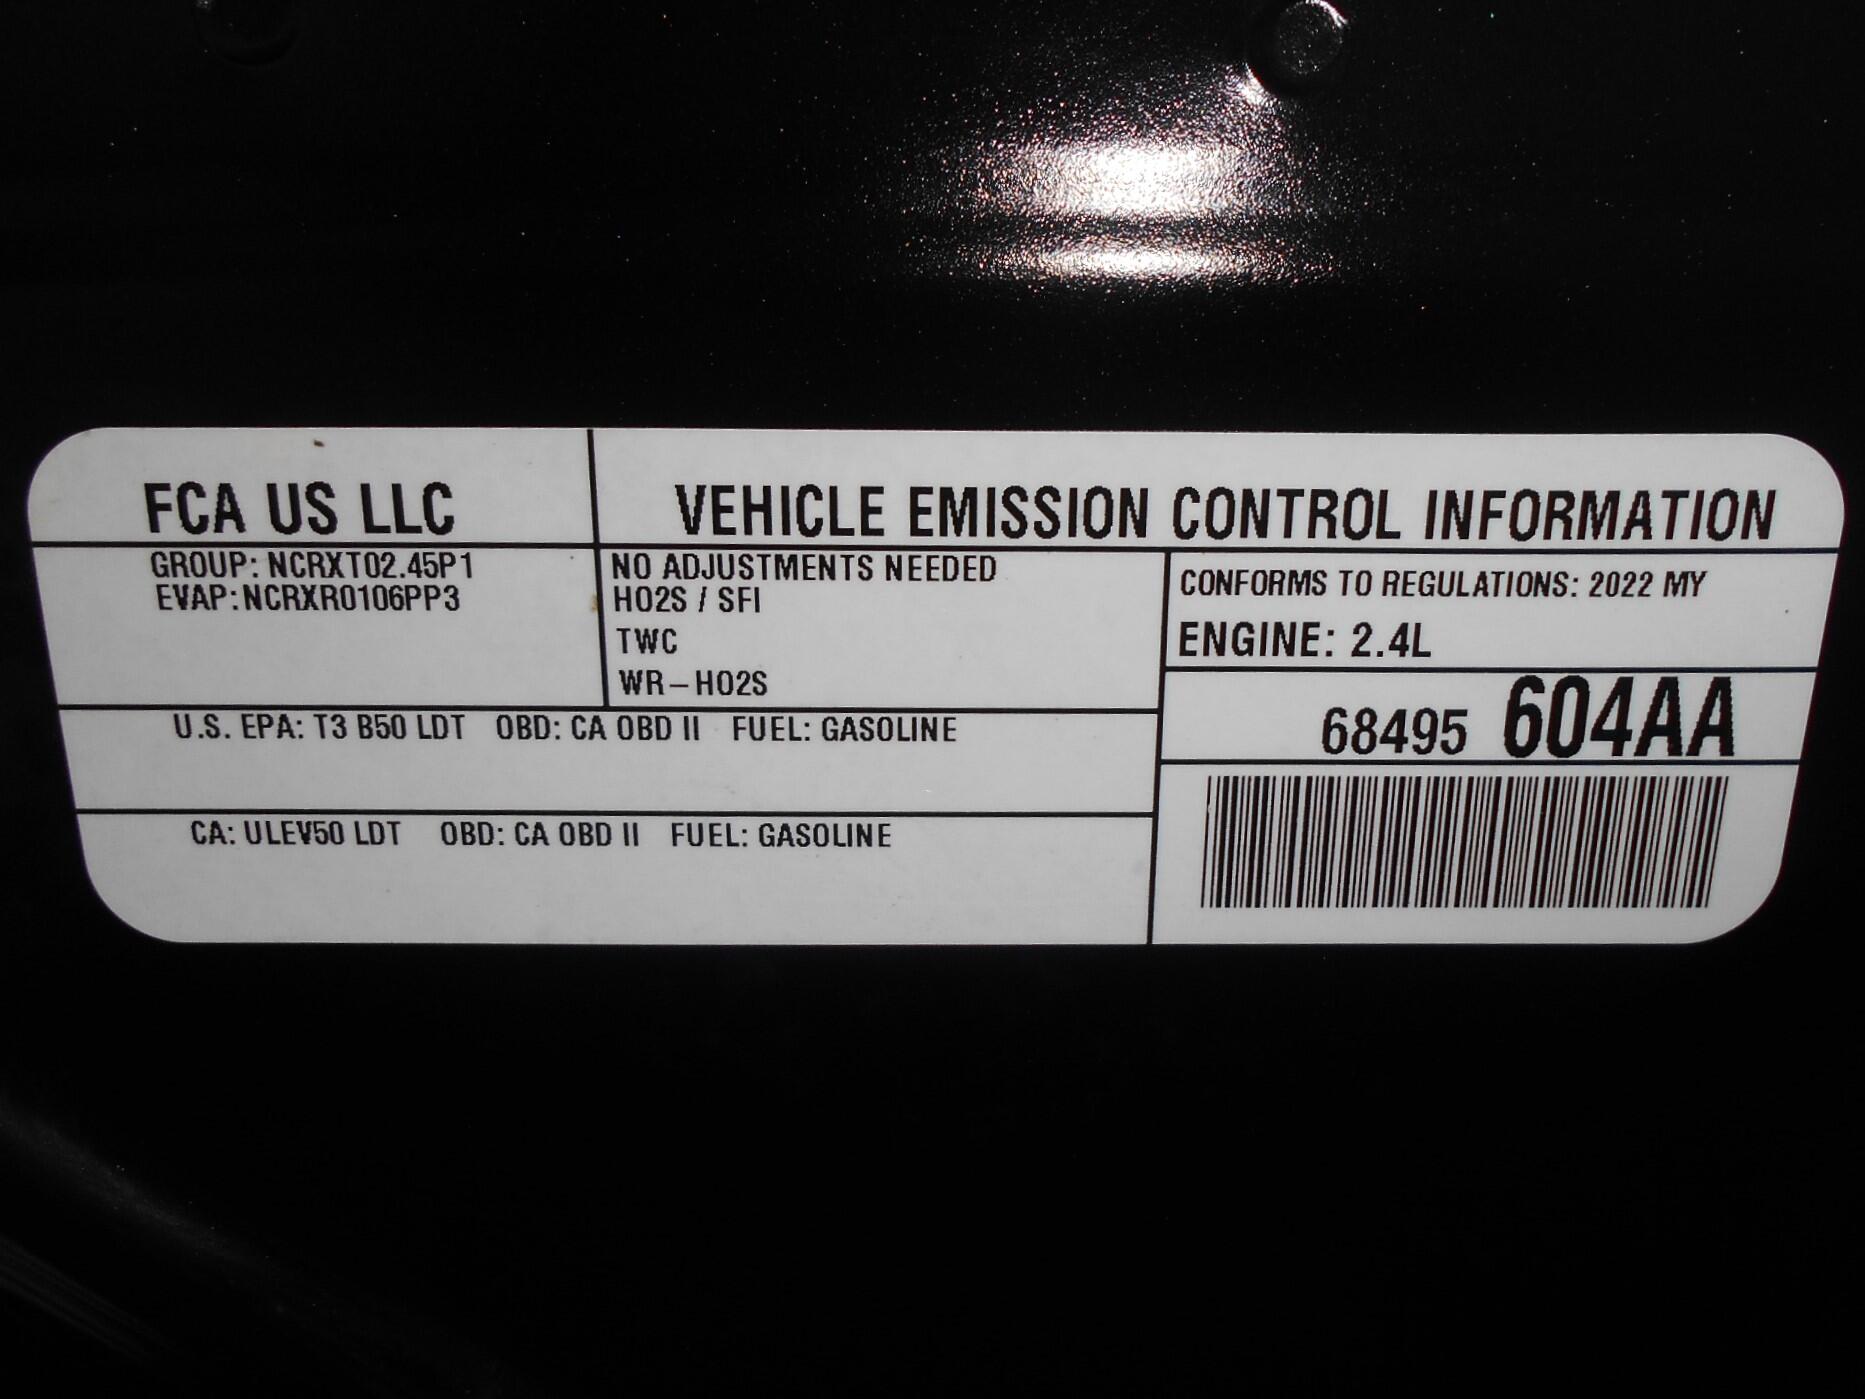 FCA US LLC
VEHICLE EMISSION CONTROL INFORMATION
GROUP: NCRXT02.45P1
EVAP:NCRXR0106PP3
NO ADJUSTMENTS NEEDED
HO2S / SFI
TWC
WR-HO2S
CONFORMS TO REGULATIONS: 2022 MY
ENGINE: 2.4L
68495 604AA
U.S. EPA: T3 B50 LDT OBD: CA OBD II FUEL: GASOLINE
CA: ULEV50 LDT OBD: CA OBD II FUEL: GASOLINE